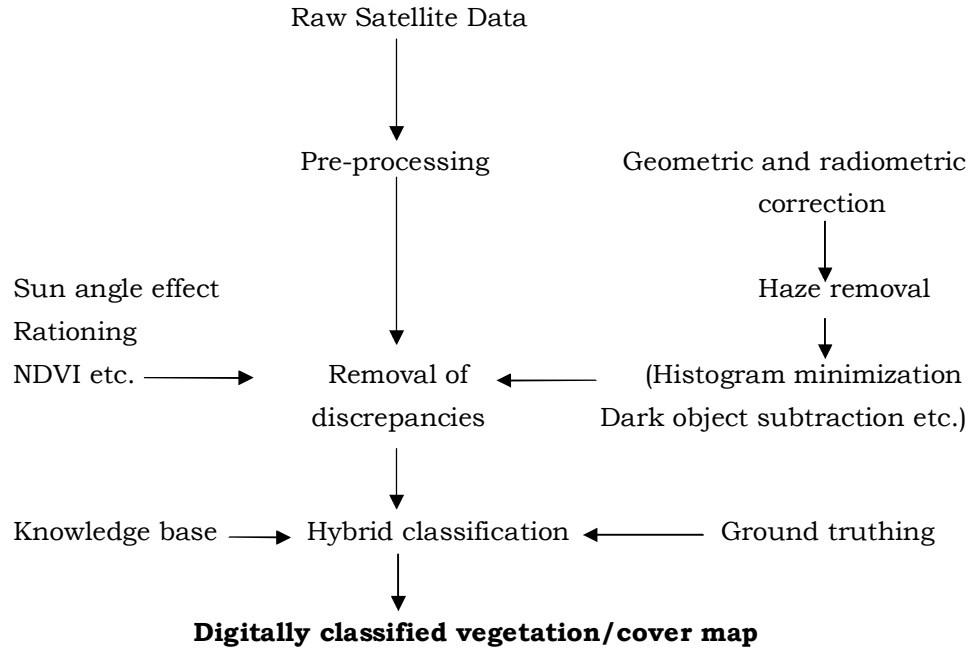 Raw Satellite Data
Pre-processing
Geometric and radiometric
correction
Sun angle effect
Rationing
NDVI etc.
Haze removal
Removal of
discrepancies
(Histogram minimization
Dark object subtraction etc.)
Knowledge base
Hybrid classification
Ground truthing
Digitally classified vegetation/cover map